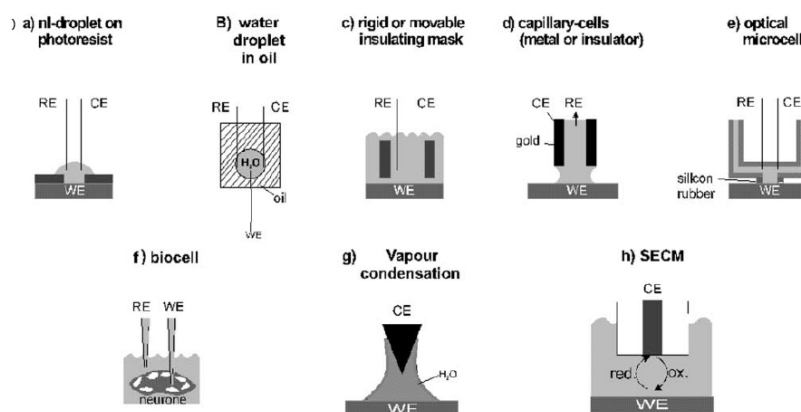 ) a) nl-droplet on
photoresist
B) water
droplet
in oil
c) rigid or movable
insulating mask
d) capillary-cells
(metal or insulator)
e) optical
microcell
RE CE
WE
RE CE
H₂O
oil
WE
RE
WE
CE RE
gold
WE
RE CE
silicon
rubber
WE
f) biocell
RE WE
neurone
g) Vapour
condensation
CE
H₂O
WE
h) SECM
CE
red. ox.
WE